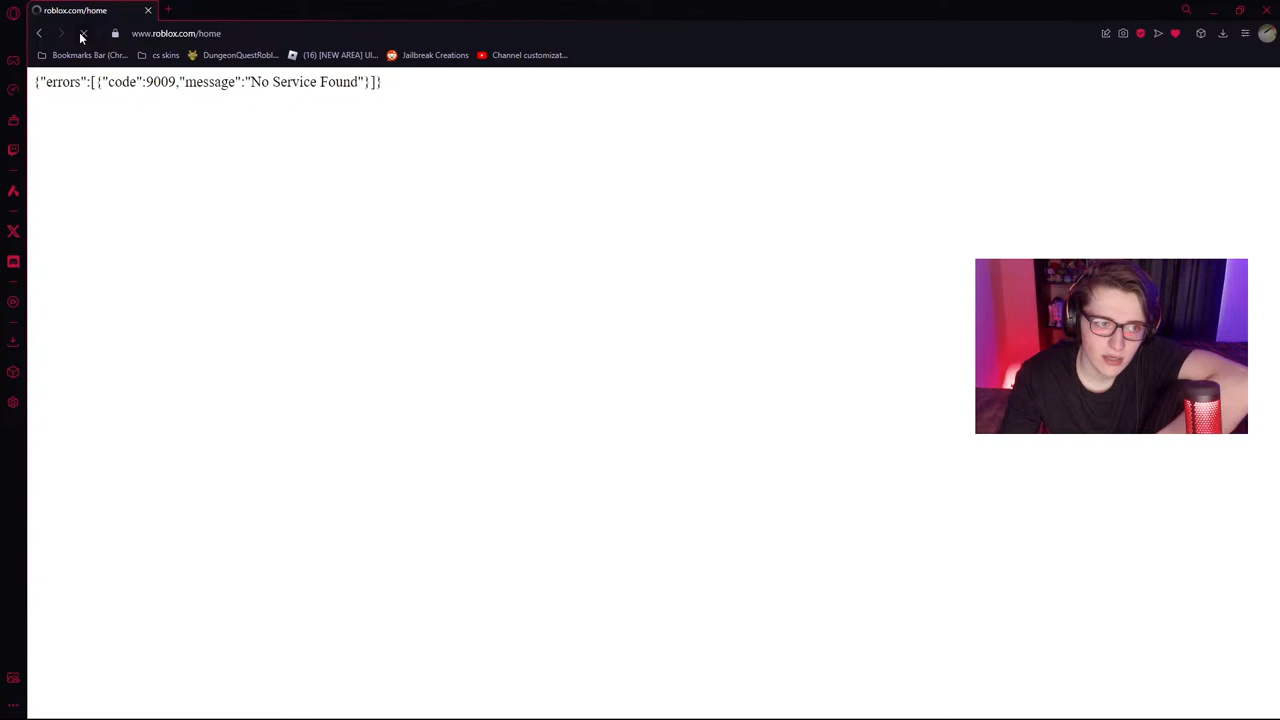 roblox.com/home
www.roblox.com/home
Bookmarks Bar (Chr... cs skins DungeonQuestRobl... (16) [NEW AREA] Ul... Jailbreak Creations Channel customizat...
{"errors":[{"code":9009,"message":"No Service Found"}]}